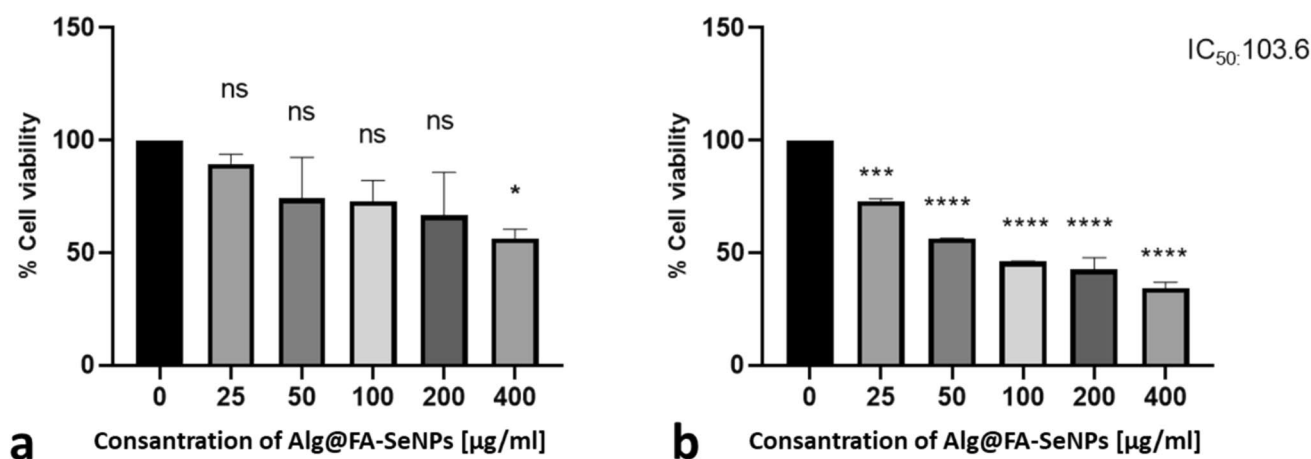 150
100
50
0
% Cell viability
ns
ns
ns
ns
*
0 25 50 100 200 400
a
Consantration of Alg@FA-SeNPs [µg/ml]
150
100
50
0
% Cell viability
IC50:103.6
***
****
****
****
****
0 25 50 100 200 400
b
Consantration of Alg@FA-SeNPs [µg/ml]